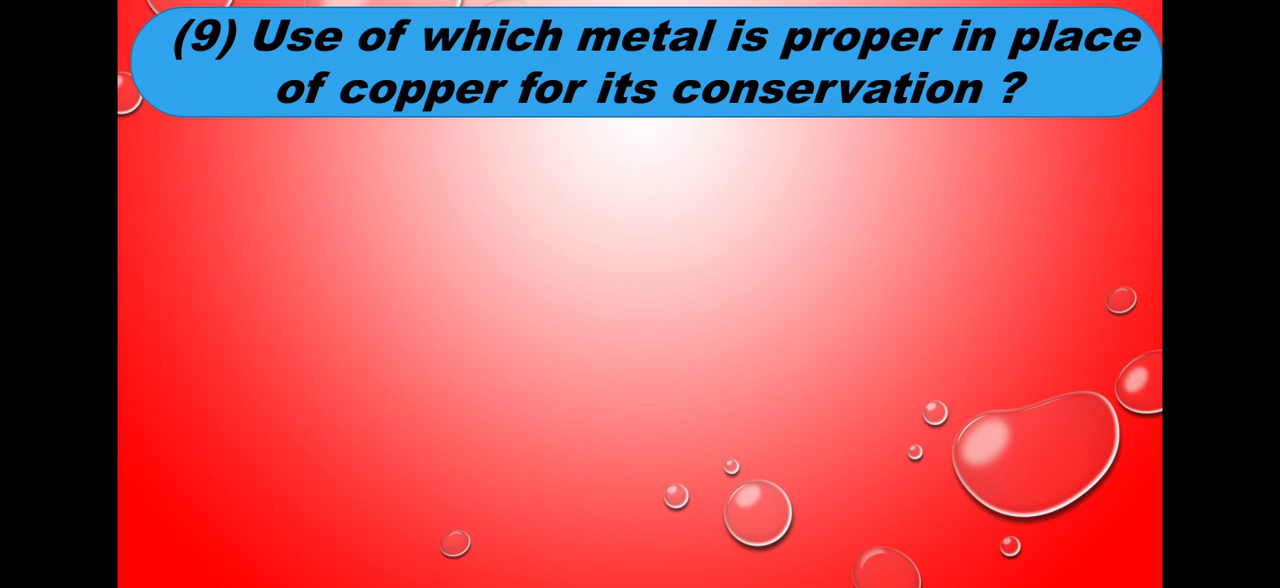 (9) Use of which metal is proper in place
of copper for its conservation ?